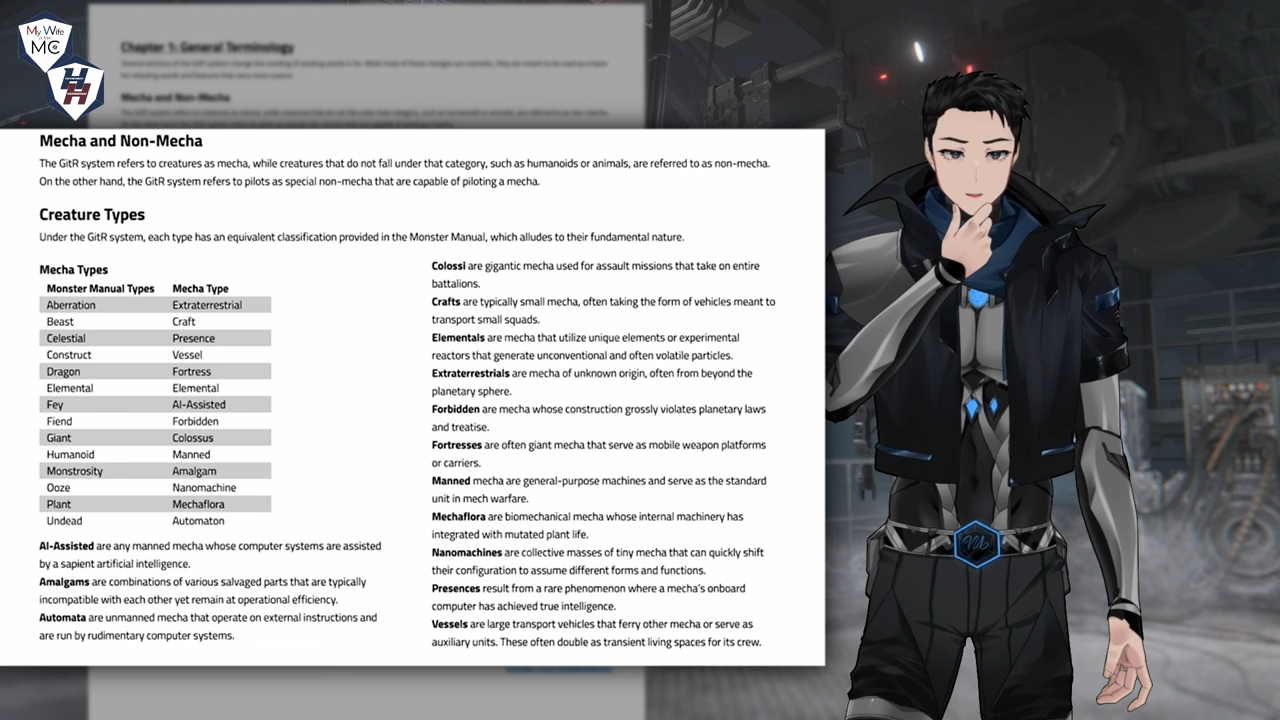 My Wife
MC
Chapter 1: General Terminology
Mecha and Non-Mecha
Mecha and Non-Mecha
The GitR system refers to creatures as mecha, while creatures that do not fall under that category, such as humanoids or animals, are referred to as non-mecha.
On the other hand, the GitR system refers to pilots as special non-mecha that are capable of piloting a mecha.
Creature Types
Under the GitR system, each type has an equivalent classification provided in the Monster Manual, which alludes to their fundamental nature.
Mecha Types
Monster Manual Types Mecha Type
Aberration Extraterrestrial
Beast Craft
Celestial Presence
Construct Vessel
Dragon Fortress
Elemental Elemental
Fey AI-Assisted
Fiend Forbidden
Giant Colossus
Humanoid Manned
Monstrosity Amalgam
Ooze Nanomachine
Plant Mechaflora
Undead Automaton
AI-Assisted are any manned mecha whose computer systems are assisted
by a sapient artificial intelligence.
Amalgams are combinations of various salvaged parts that are typically
incompatible with each other yet remain at operational efficiency.
Automata are unmanned mecha that operate on external instructions and
are run by rudimentary computer systems.
Colossi are gigantic mecha used for assault missions that take on entire
battalions.
Crafts are typically small mecha, often taking the form of vehicles meant to
transport small squads.
Elementals are mecha that utilize unique elements or experimental
reactors that generate unconventional and often volatile particles.
Extraterrestrials are mecha of unknown origin, often from beyond the
planetary sphere.
Forbidden are mecha whose construction grossly violates planetary laws
and treatise.
Fortresses are often giant mecha that serve as mobile weapon platforms
or carriers.
Manned mecha are general-purpose machines and serve as the standard
unit in mech warfare.
Mechaflora are biomechanical mecha whose internal machinery has
integrated with mutated plant life.
Nanomachines are collective masses of tiny mecha that can quickly shift
their configuration to assume different forms and functions.
Presences result from a rare phenomenon where a mecha's onboard
computer has achieved true intelligence.
Vessels are large transport vehicles that ferry other mecha or serve as
auxiliary units. These often double as transient living spaces for its crew.